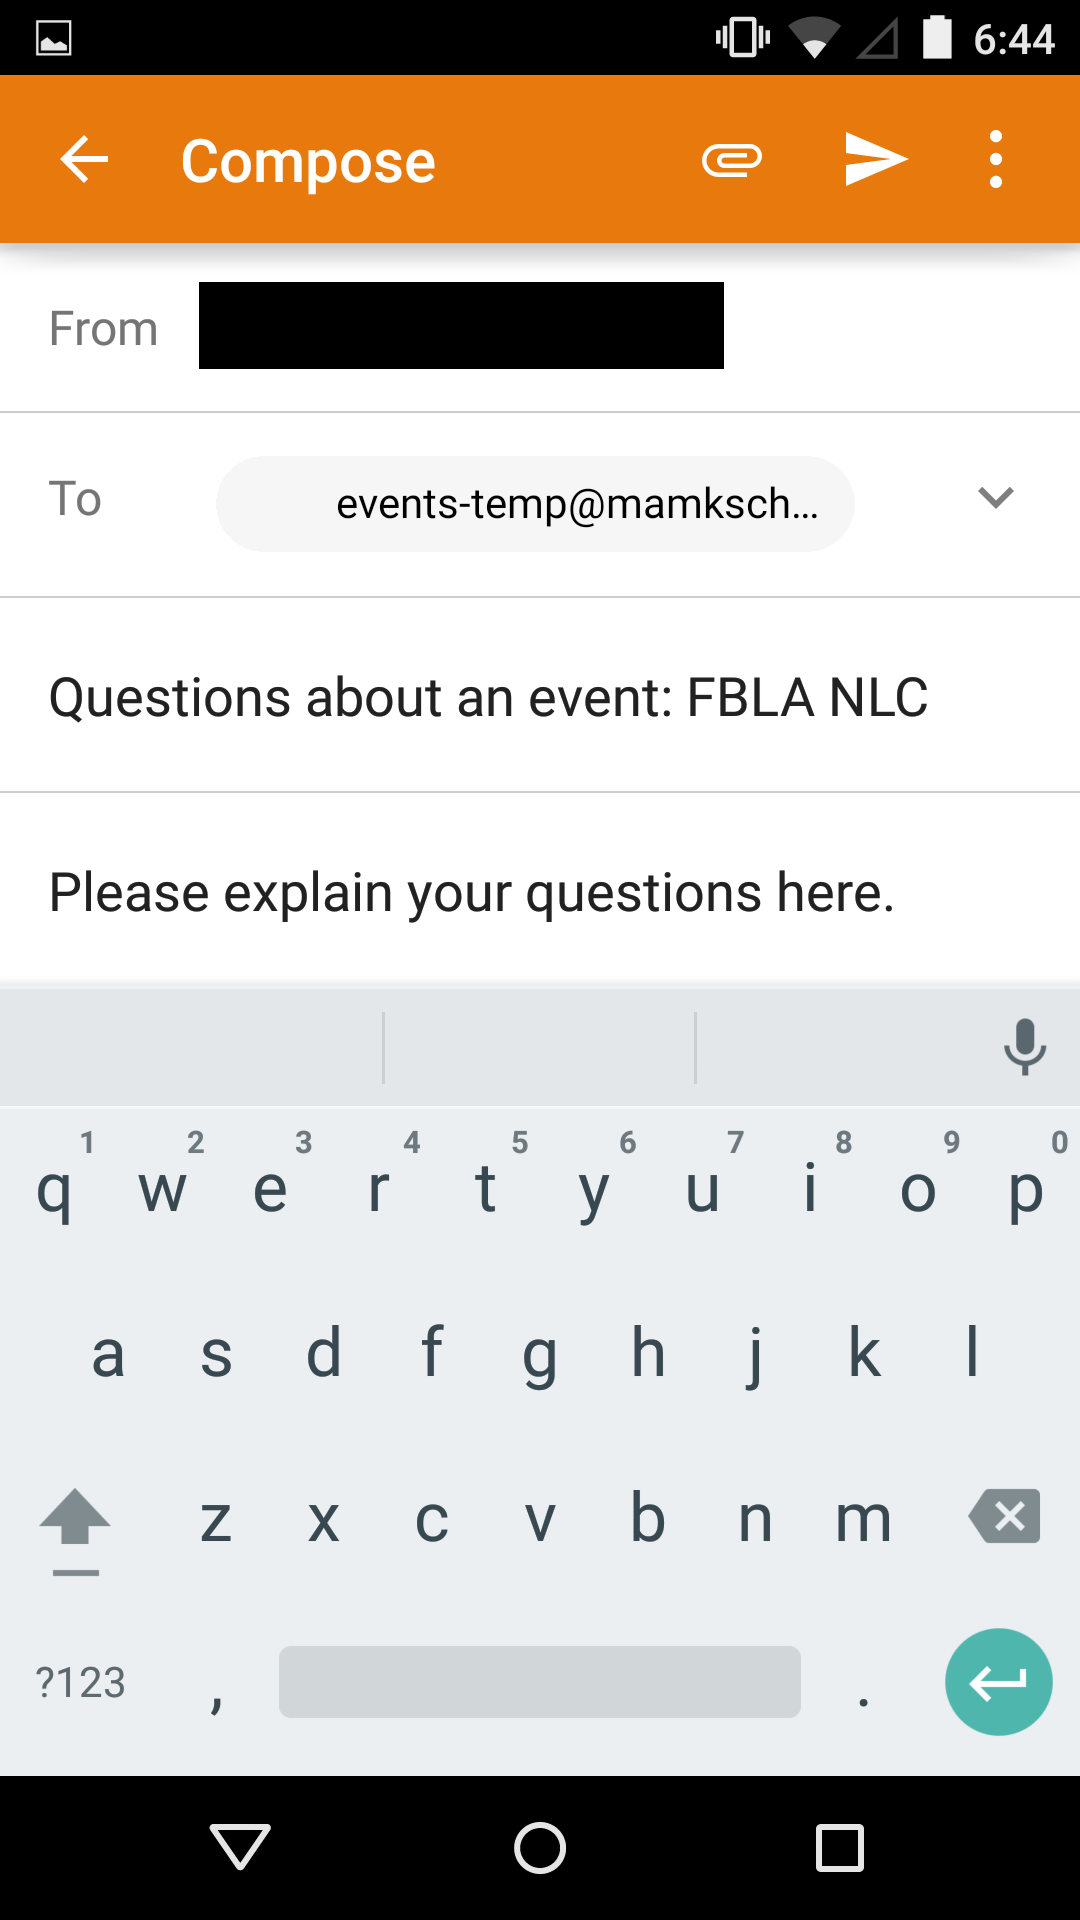 6:44
Compose
From
To events-temp@mamksch...
Questions about an event: FBLA NLC
Please explain your questions here.
1 2 3 4 5 6 7 8 9 0
q w e r t y u i o p
a s d f g h j k l
z x c v b n m
?123 , .